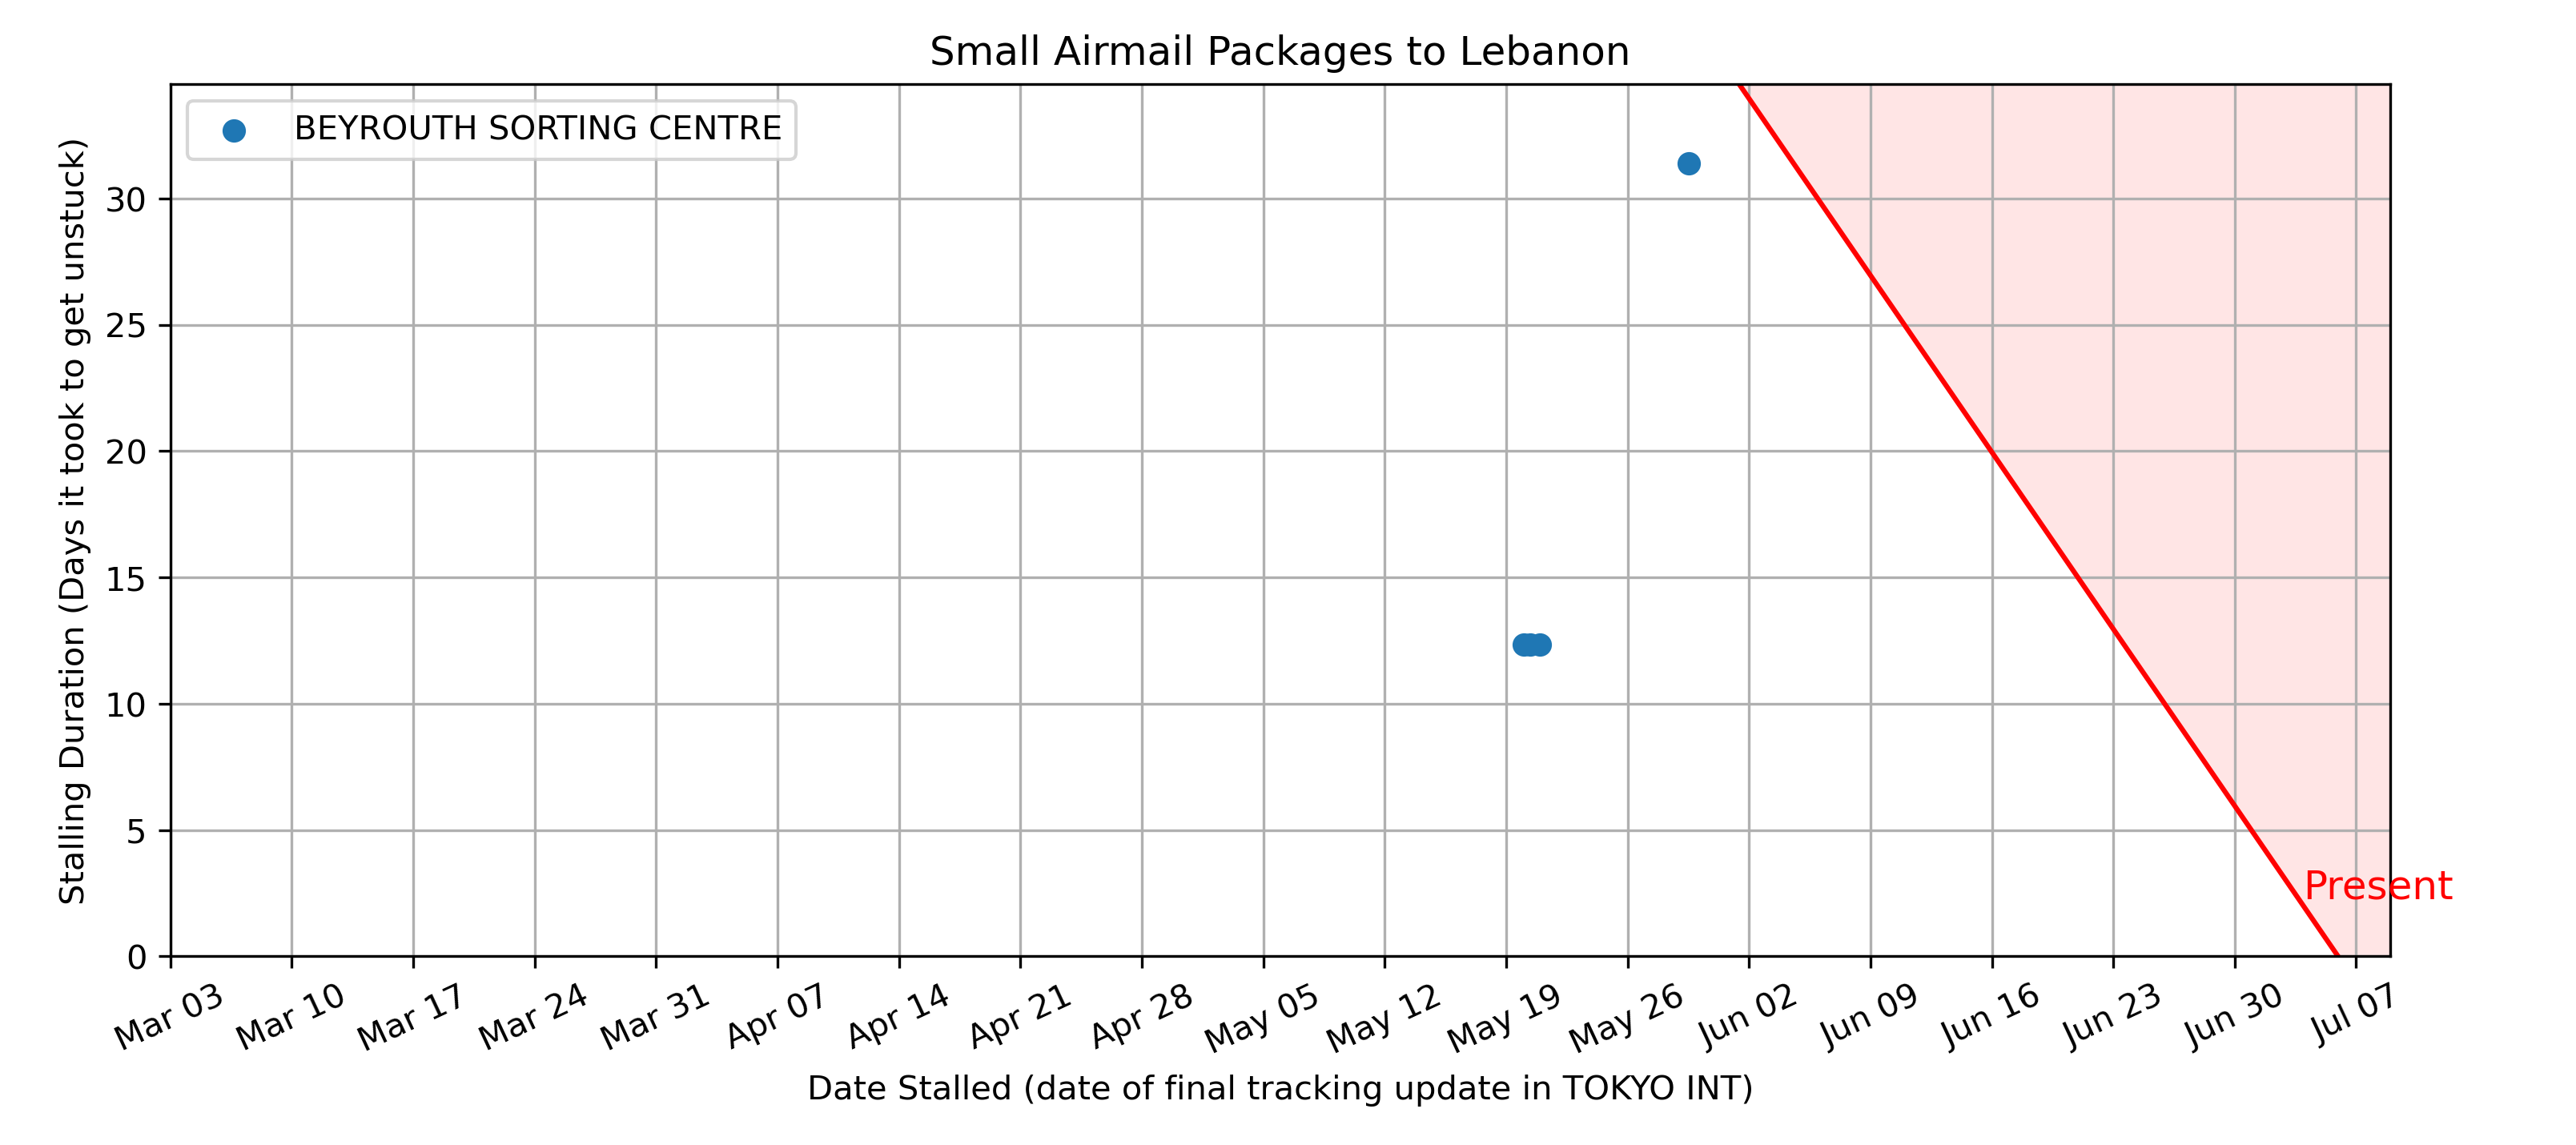 Small Airmail Packages to Lebanon
BEYROUTH SORTING CENTRE
Stalling Duration (Days it took to get unstuck)
30
25
20
15
10
5
0
Present
Mar 03
Mar 10
Mar 17
Mar 24
Mar 31
Apr 07
Apr 14
Apr 21
Apr 28
May 05
May 12
May 19
May 26
Jun 02
Jun 09
Jun 16
Jun 23
Jun 30
Jul 07
Date Stalled (date of final tracking update in TOKYO INT)